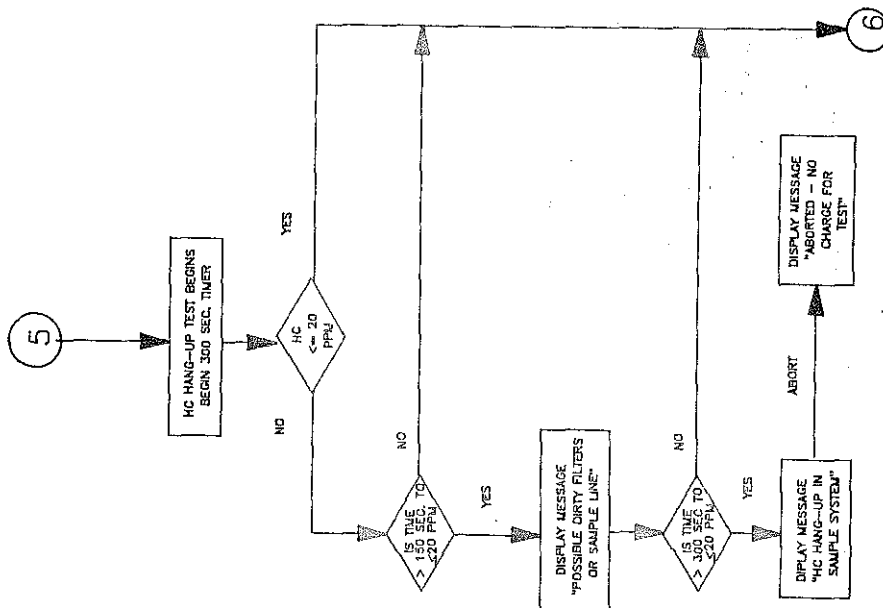 5
HC HANG-UP TEST BEGINS
BEGIN 300 SEC. TIMER
HC
<= 20
PPM
YES
NO
IS TIME
> 150 SEC. TO
≤20 PPM
NO
YES
DISPLAY MESSAGE
"POSSIBLE DIRTY FILTERS
OR SAMPLE LINE"
IS TIME
> 300 SEC. TO
≤20 PPM
NO
YES
DIPLAY MESSAGE
"HC HANG-UP IN
SAMPLE SYSTEM"
ABORT
DISPLAY MESSAGE
"ABORTED - NO
CHARGE FOR
TEST"
6